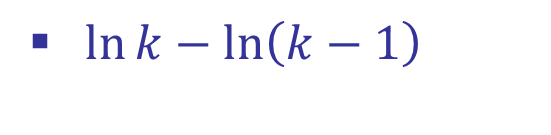 ▪ ln 𝑘 − ln(𝑘 − 1)